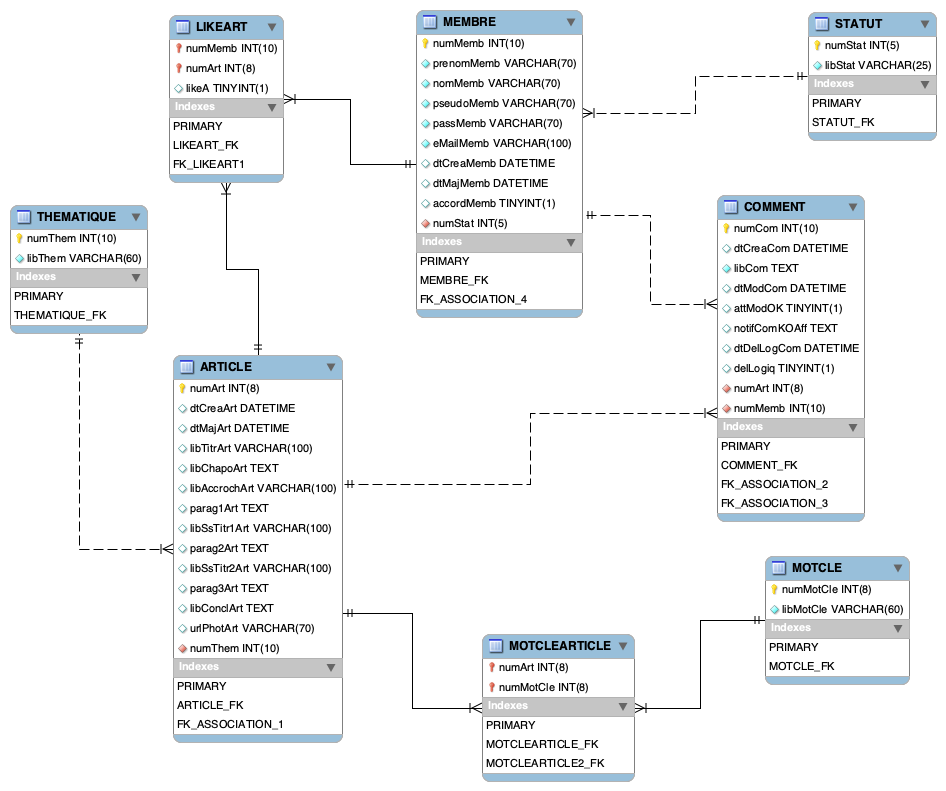 LIKEART
numMemb INT(10)
numArt INT(8)
likeA TINYINT(1)
Indexes
PRIMARY
LIKEART_FK
FK_LIKEART1
MEMBRE
numMemb INT(10)
prenomMemb VARCHAR(70)
nomMemb VARCHAR(70)
pseudoMemb VARCHAR(70)
passMemb VARCHAR(70)
eMailMemb VARCHAR(100)
dtCreaMemb DATETIME
dtMajMemb DATETIME
accordMemb TINYINT(1)
numStat INT(5)
Indexes
PRIMARY
MEMBRE_FK
FK_ASSOCIATION_4
STATUT
numStat INT(5)
libStat VARCHAR(25)
Indexes
PRIMARY
STATUT_FK
THEMATIQUE
numThem INT(10)
libThem VARCHAR(60)
Indexes
PRIMARY
THEMATIQUE_FK
COMMENT
numCom INT(10)
dtCreaCom DATETIME
libCom TEXT
dtModCom DATETIME
attModOK TINYINT(1)
notifComKOAff TEXT
dtDelLogCom DATETIME
delLogiq TINYINT(1)
numArt INT(8)
numMemb INT(10)
Indexes
PRIMARY
COMMENT_FK
FK_ASSOCIATION_2
FK_ASSOCIATION_3
ARTICLE
numArt INT(8)
dtCreaArt DATETIME
dtMajArt DATETIME
libTitrArt VARCHAR(100)
libChapoArt TEXT
libAccrochArt VARCHAR(100)
parag1Art TEXT
libSsTitr1Art VARCHAR(100)
parag2Art TEXT
libSsTitr2Art VARCHAR(100)
parag3Art TEXT
libConclArt TEXT
urlPhotArt VARCHAR(70)
numThem INT(10)
Indexes
PRIMARY
ARTICLE_FK
FK_ASSOCIATION_1
MOTCLE
numMotCle INT(8)
libMotCle VARCHAR(60)
Indexes
PRIMARY
MOTCLE_FK
MOTCLEARTICLE
numArt INT(8)
numMotCle INT(8)
Indexes
PRIMARY
MOTCLEARTICLE_FK
MOTCLEARTICLE2_FK